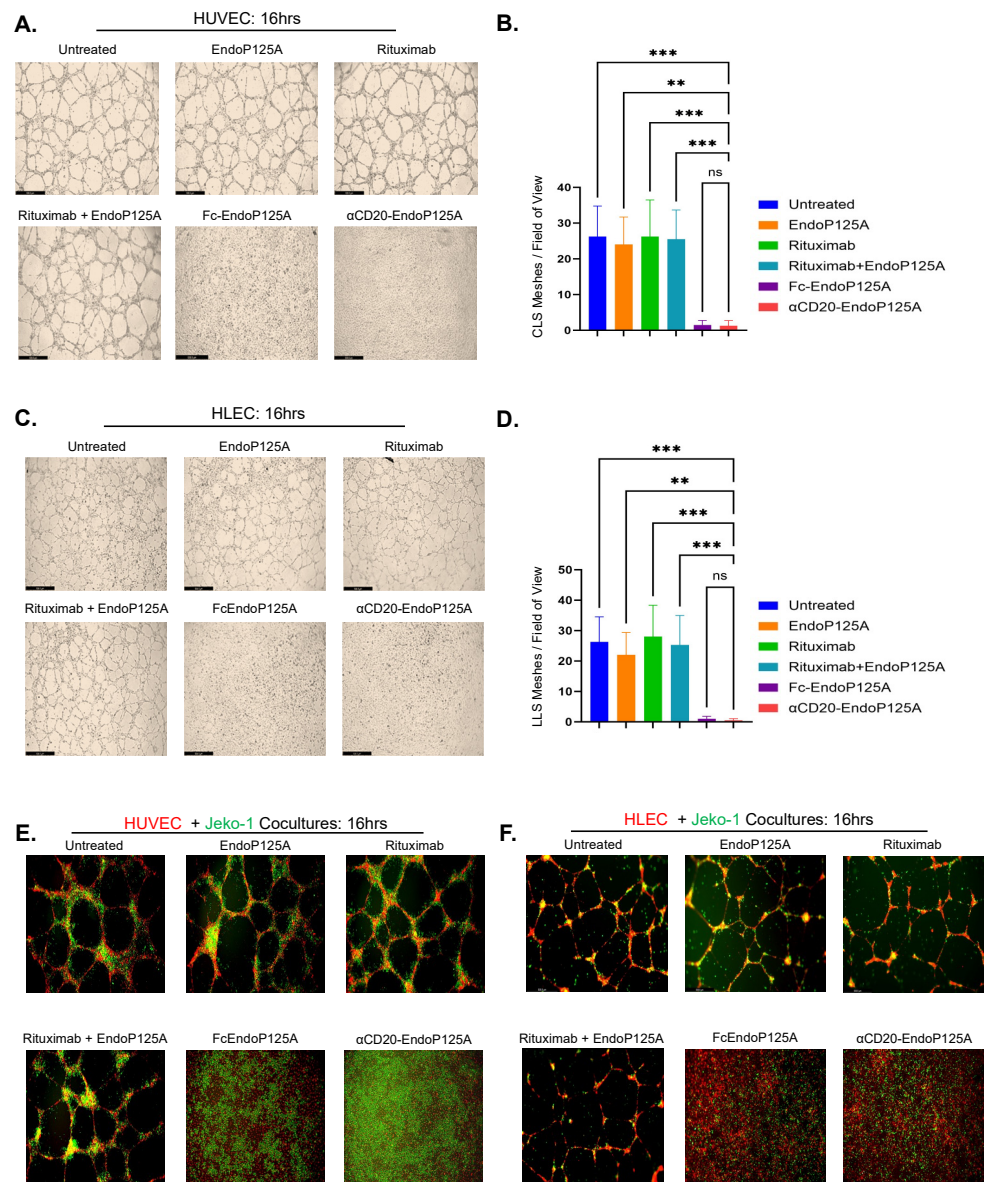 A.
HUVEC: 16hrs
Untreated
EndoP125A
Rituximab
Rituximab + EndoP125A
Fc-EndoP125A
αCD20-EndoP125A
B.
***
**
***
***
ns
40
30
20
10
0
CLS Meshes / Field of View
Untreated
EndoP125A
Rituximab
Rituximab+EndoP125A
Fc-EndoP125A
αCD20-EndoP125A
C.
HLEC: 16hrs
Untreated
EndoP125A
Rituximab
Rituximab + EndoP125A
FcEndoP125A
αCD20-EndoP125A
D.
***
**
***
***
ns
50
40
30
20
10
0
LLS Meshes / Field of View
Untreated
EndoP125A
Rituximab
Rituximab+EndoP125A
Fc-EndoP125A
αCD20-EndoP125A
E.
HUVEC + Jeko-1 Cocultures: 16hrs
Untreated
EndoP125A
Rituximab
Rituximab + EndoP125A
FcEndoP125A
αCD20-EndoP125A
F.
HLEC + Jeko-1 Cocultures: 16hrs
Untreated
EndoP125A
Rituximab
Rituximab + EndoP125A
FcEndoP125A
αCD20-EndoP125A